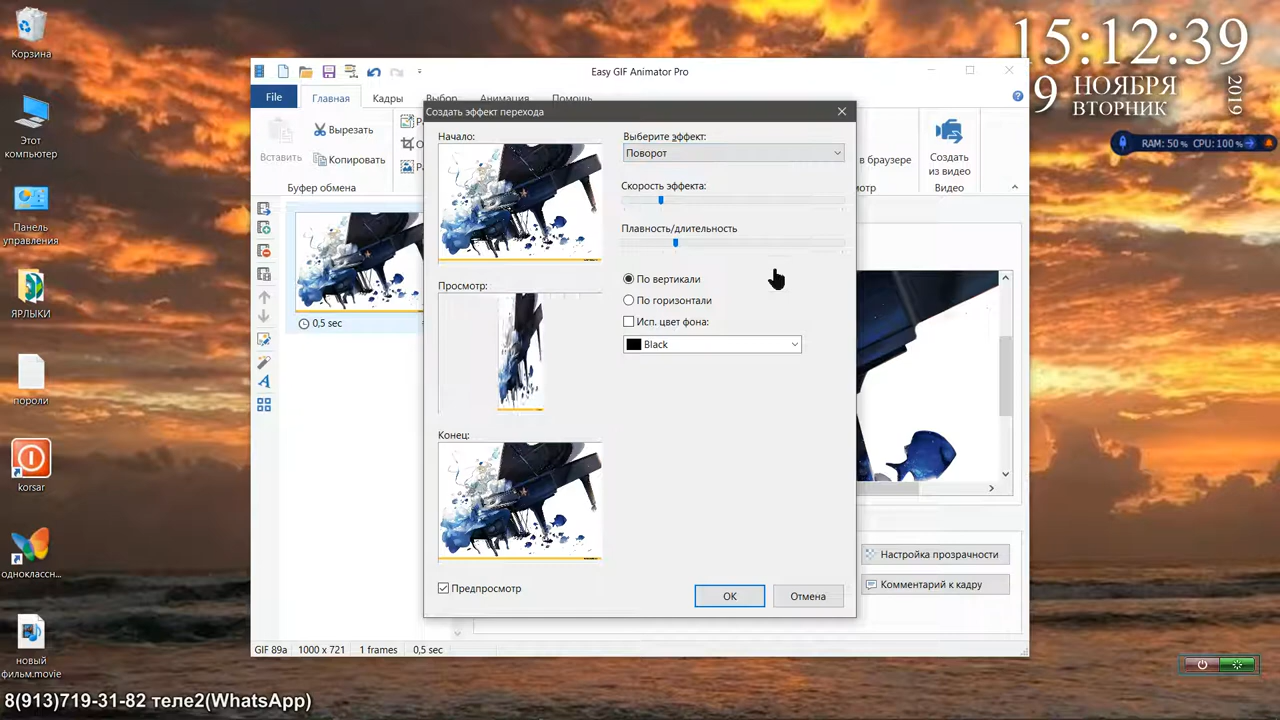 Корзина
Этот
компьютер
Панель
управления
ЯРЛЫКИ
пороли
korsar
одноклассн...
новый
фильм.movie
8(913)719-31-82 теле2(WhatsApp)
15:12:39
9 НОЯБРЯ
ВТОРНИК
2019
RAM: 50 % CPU: 100 %
Easy GIF Animator Pro
File
Главная
Кадры
Выбор
Анимация
Помощь
Вставить
Вырезать
Копировать
Буфер обмена
в браузере
Создать
из видео
Видео
0,5 sec
Создать эффект перехода
Начало:
Просмотр:
Конец:
Предпросмотр
Выберите эффект:
Поворот
Скорость эффекта:
Плавность/длительность
По вертикали
По горизонтали
Исп. цвет фона:
Black
OK
Отмена
Настройка прозрачности
Комментарий к кадру
GIF 89a
1000 x 721
1 frames
0,5 sec